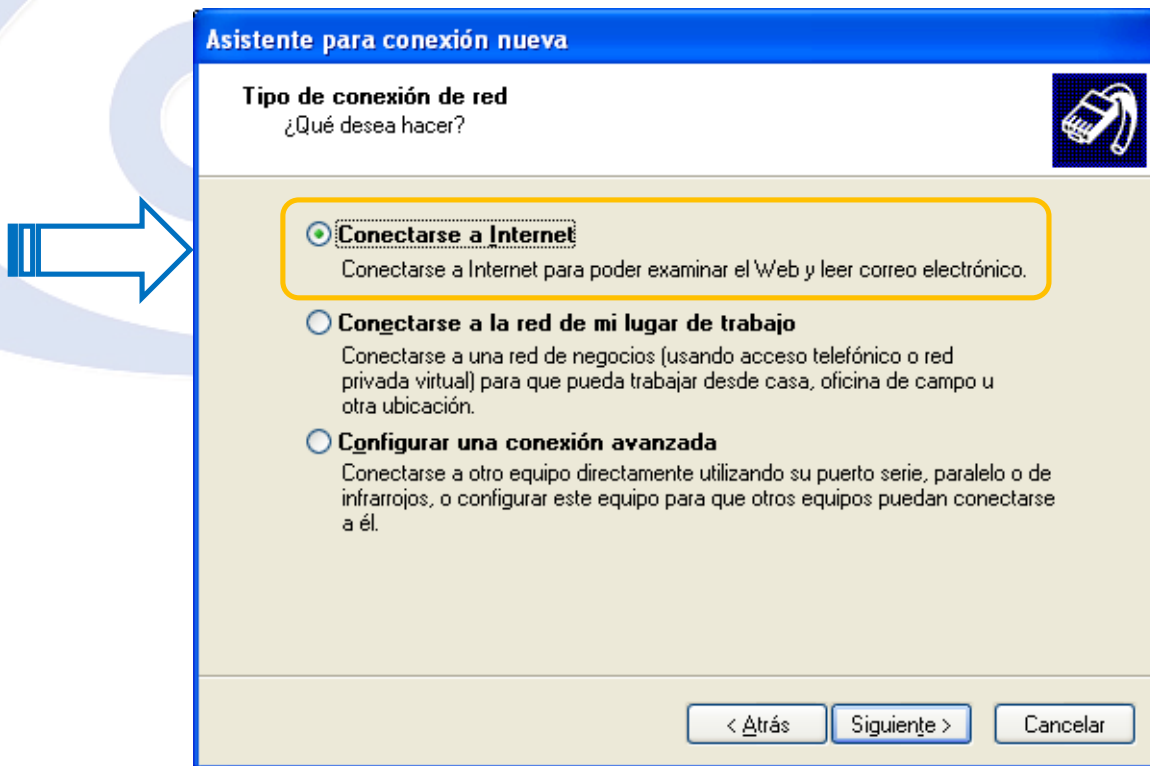 Asistente para conexión nueva
Tipo de conexión de red
¿Qué desea hacer?
Conectarse a Internet
Conectarse a Internet para poder examinar el Web y leer correo electrónico.
Conectarse a la red de mi lugar de trabajo
Conectarse a una red de negocios (usando acceso telefónico o red
privada virtual) para que pueda trabajar desde casa, oficina de campo u
otra ubicación.
Configurar una conexión avanzada
Conectarse a otro equipo directamente utilizando su puerto serie, paralelo o de
infrarrojos, o configurar este equipo para que otros equipos puedan conectarse
a él.
< Atrás
Siguiente >
Cancelar